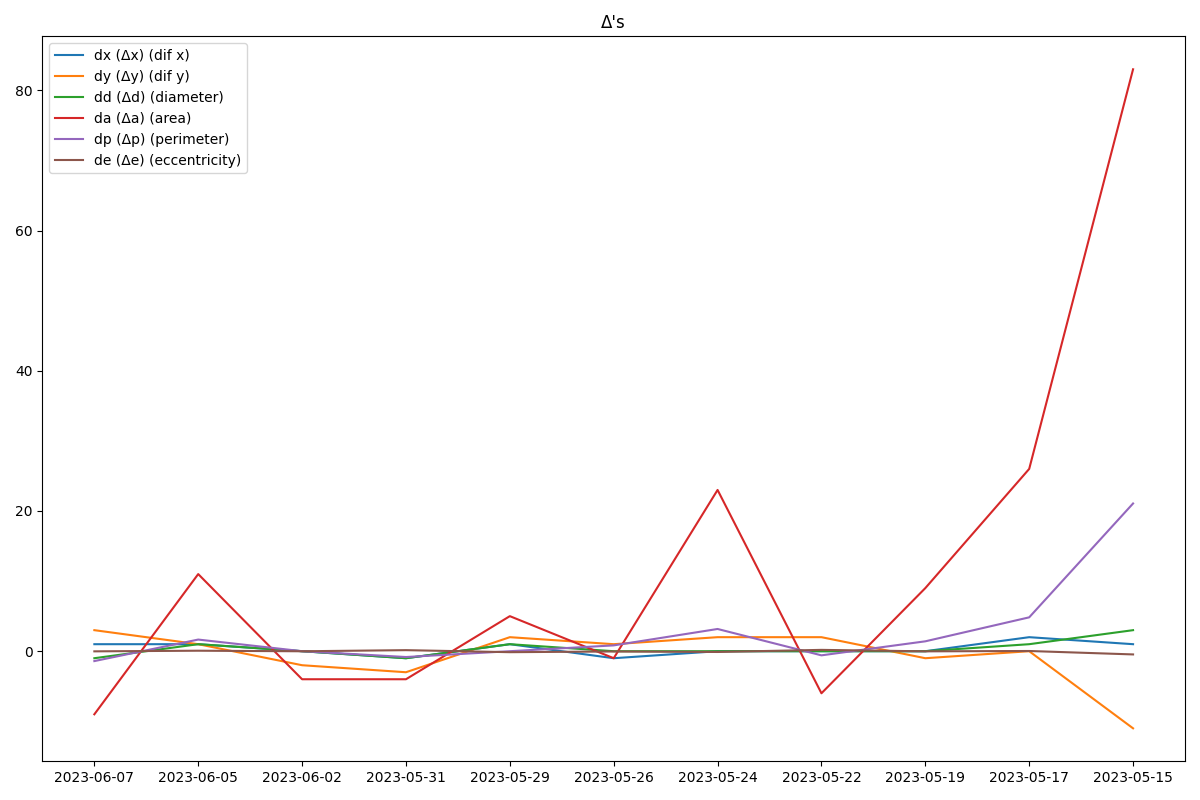 Δ's
dx (Δx) (dif x)
dy (Δy) (dif y)
dd (Δd) (diameter)
da (Δa) (area)
dp (Δp) (perimeter)
de (Δe) (eccentricity)
80
60
40
20
0
2023-06-07 2023-06-05 2023-06-02 2023-05-31 2023-05-29 2023-05-26 2023-05-24 2023-05-22 2023-05-19 2023-05-17 2023-05-15